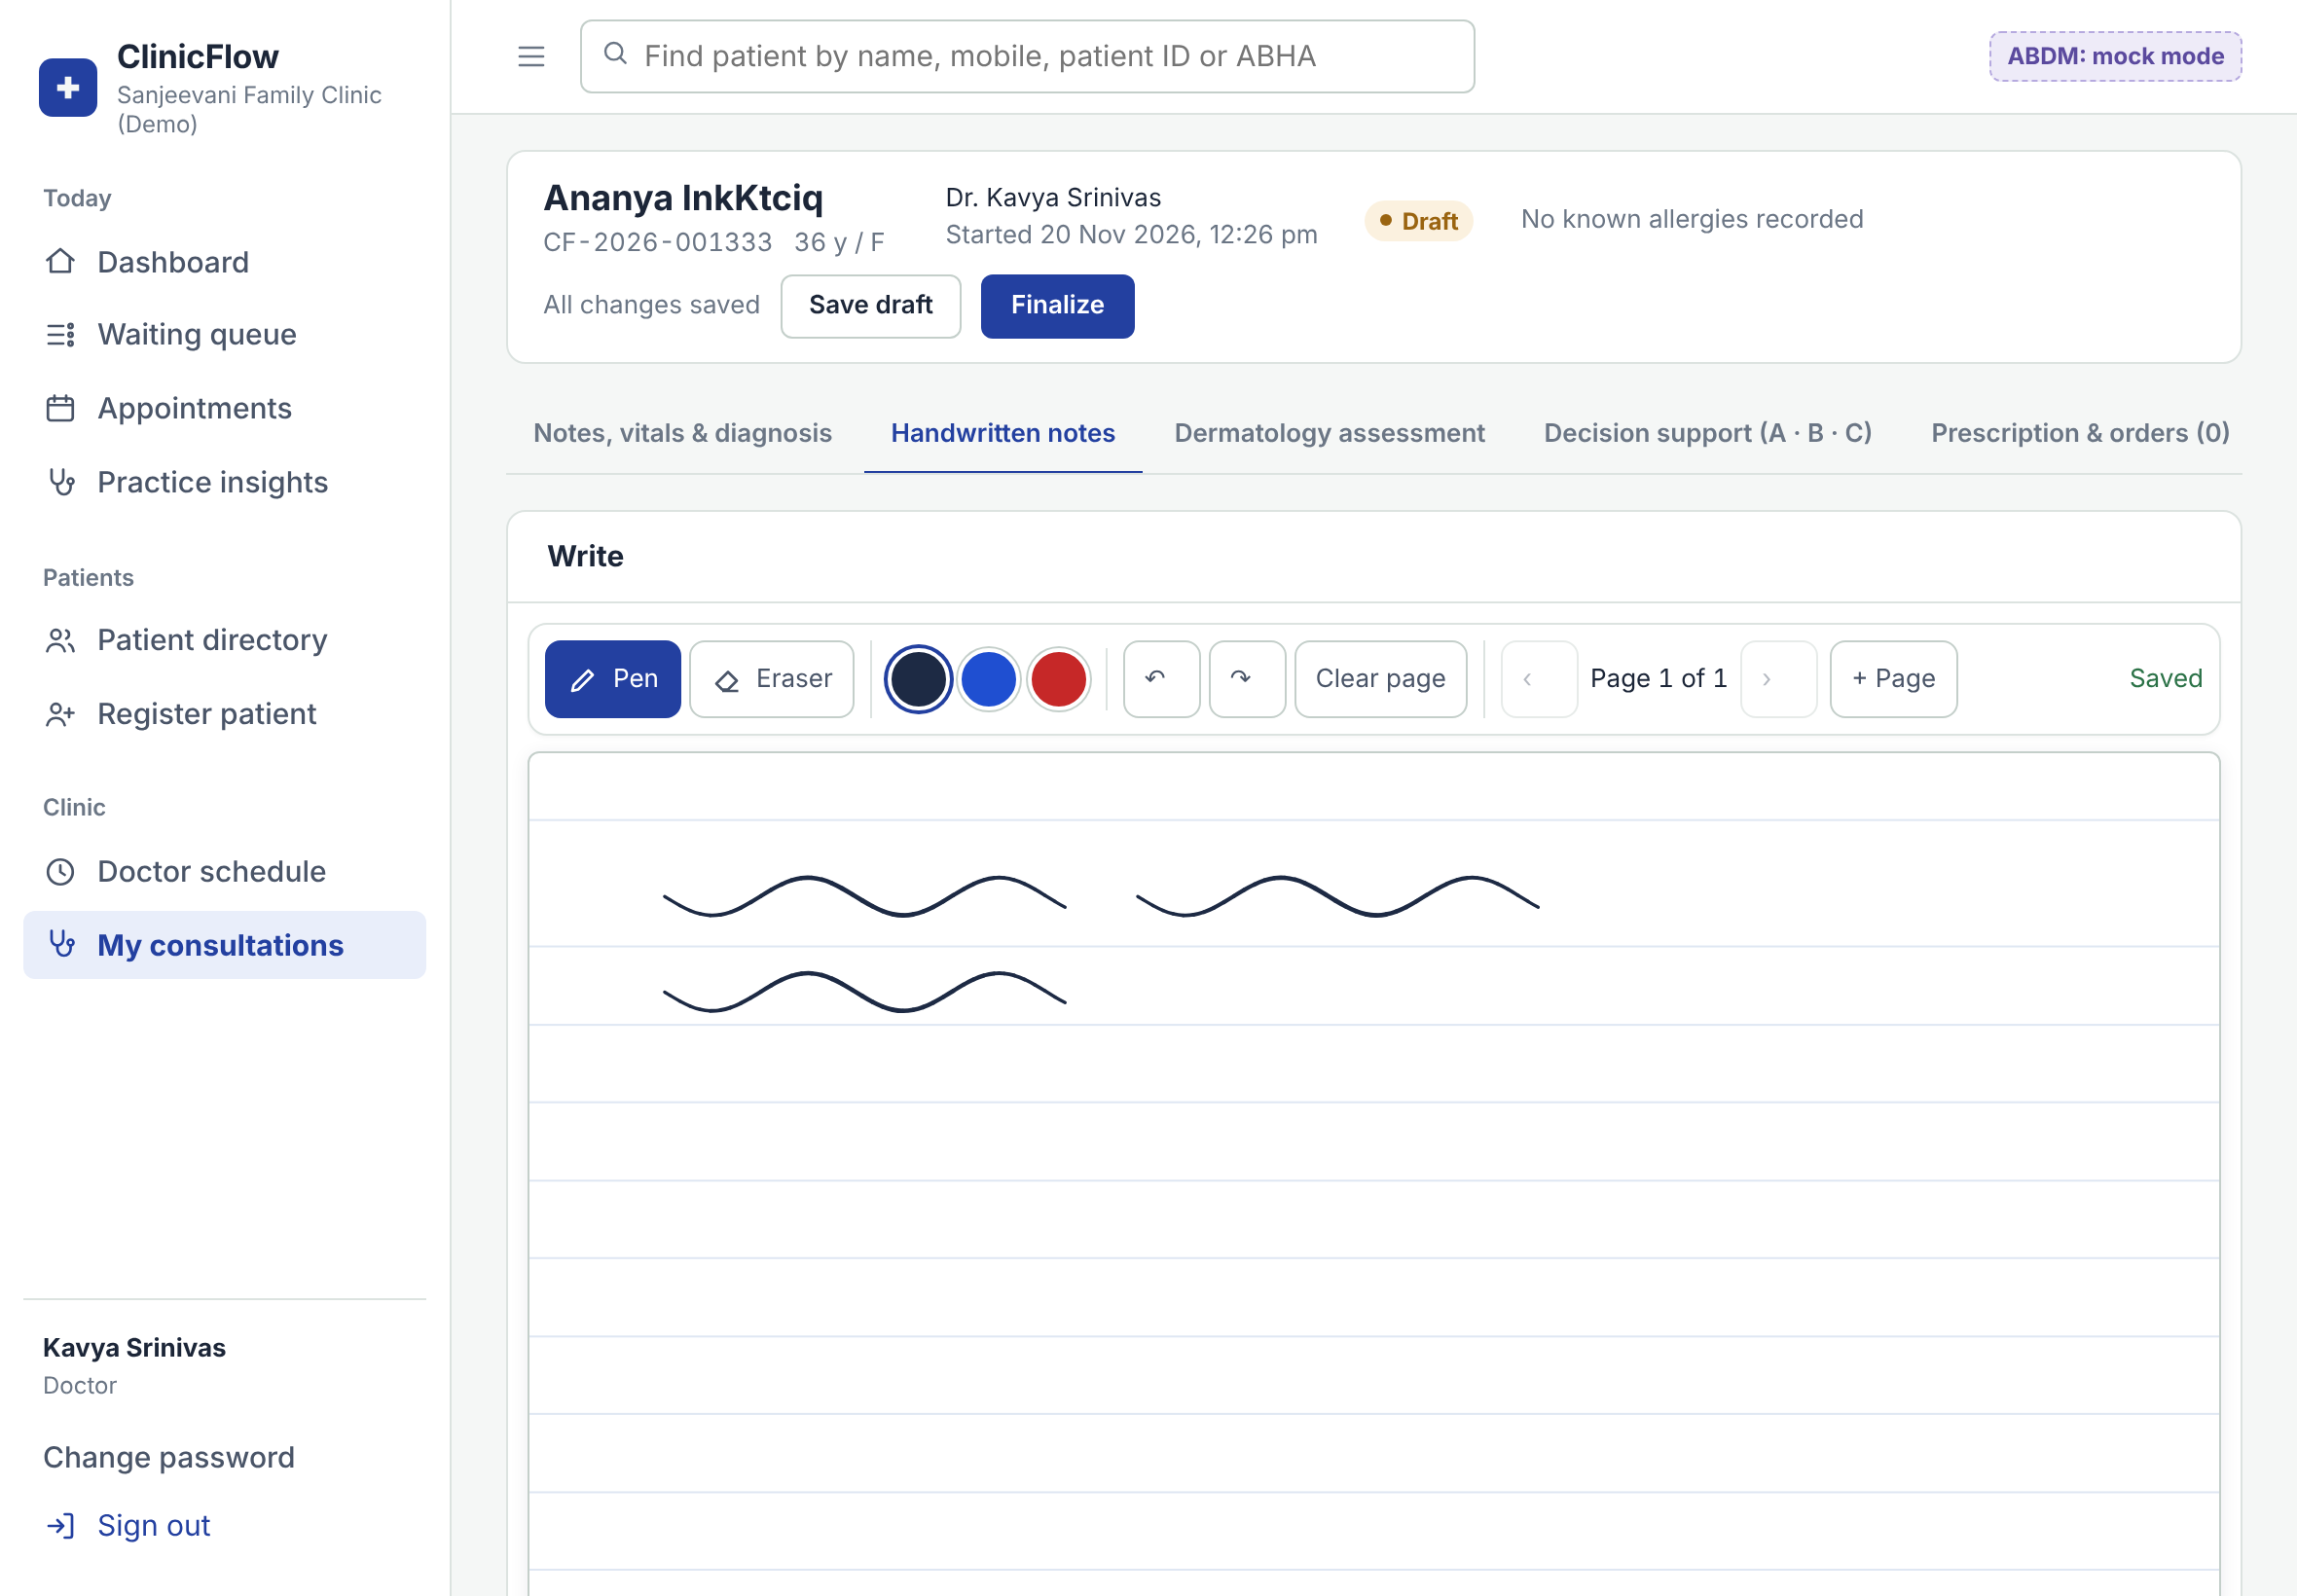 ClinicFlow
Sanjeevani Family Clinic
(Demo)
Today
Dashboard
Waiting queue
Appointments
Practice insights
Patients
Patient directory
Register patient
Clinic
Doctor schedule
My consultations
Kavya Srinivas
Doctor
Change password
Sign out
Find patient by name, mobile, patient ID or ABHA
ABDM: mock mode
Ananya InkKtciq
CF-2026-001333 36 y / F
Dr. Kavya Srinivas
Started 20 Nov 2026, 12:26 pm
Draft
No known allergies recorded
All changes saved
Save draft
Finalize
Notes, vitals & diagnosis
Handwritten notes
Dermatology assessment
Decision support (A · B · C)
Prescription & orders (0)
Write
Pen
Eraser
Clear page
Page 1 of 1
+ Page
Saved